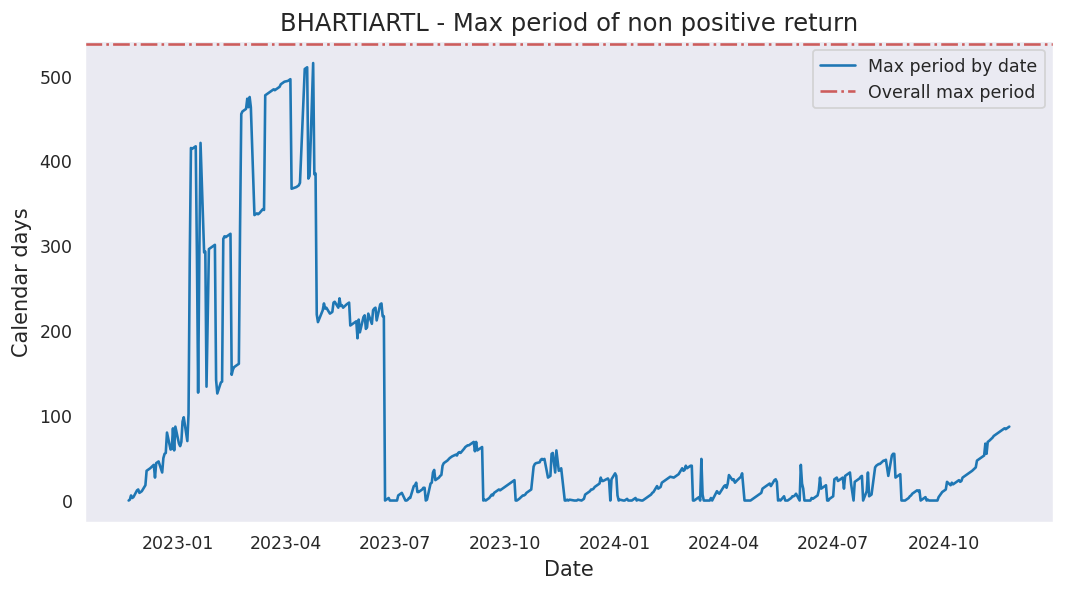 BHARTIARTL - Max period of non positive return
Max period by date
Overall max period
Calendar days
500
400
300
200
100
0
2023-01 2023-04 2023-07 2023-10 2024-01 2024-04 2024-07 2024-10
Date